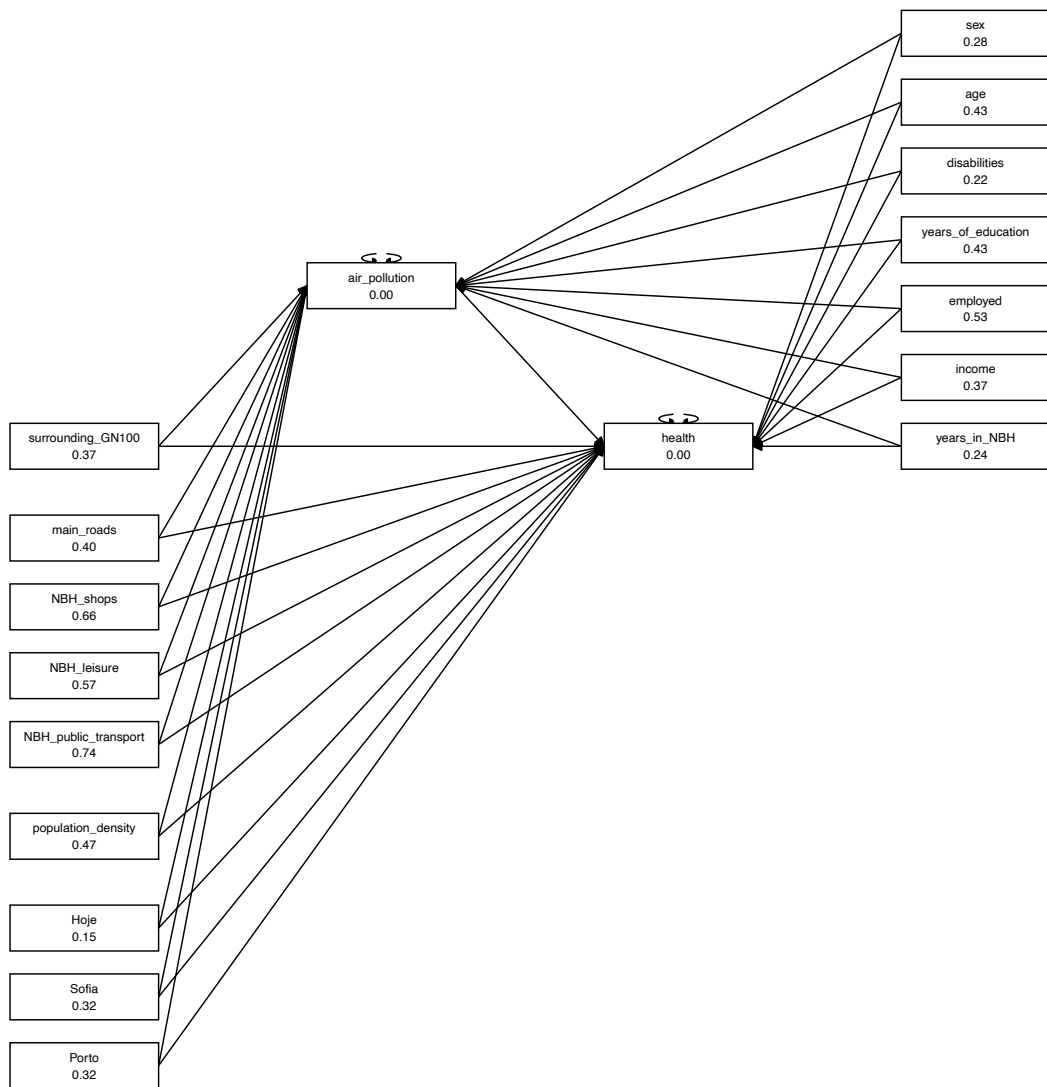 sex
0.28
age
0.43
disabilities
0.22
years_of_education
0.43
air_pollution
0.00
employed
0.53
income
0.37
surrounding_GN100
0.37
health
0.00
years_in_NBH
0.24
main_roads
0.40
NBH_shops
0.66
NBH_leisure
0.57
NBH_public_transport
0.74
population_density
0.47
Hoje
0.15
Sofia
0.32
Porto
0.32